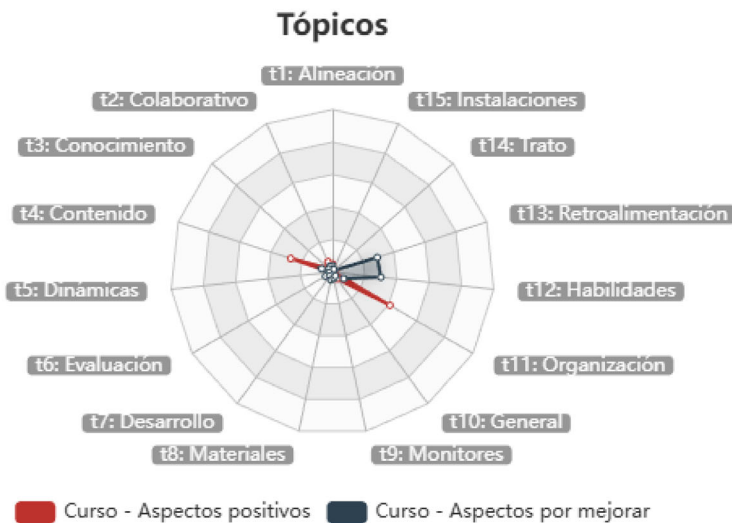 Tópicos
t1: Alineación
t2: Colaborativo
t15: Instalaciones
t3: Conocimiento
t14: Trato
t4: Contenido
t13: Retroalimentación
t5: Dinámicas
t12: Habilidades
t6: Evaluación
t11: Organización
t7: Desarrollo
t10: General
t8: Materiales
t9: Monitores
Curso - Aspectos positivos
Curso - Aspectos por mejorar